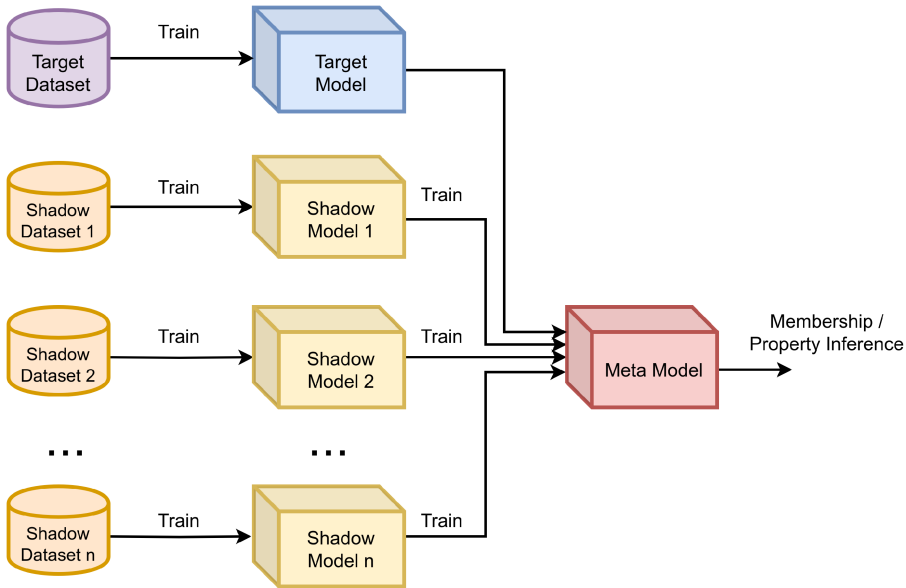 Train
Target
Dataset
Target
Model
Train
Train
Shadow
Dataset 1
Shadow
Model 1
Membership /
Property Inference
Train
Train
Shadow
Dataset 2
Shadow
Model 2
Meta Model
...
...
Train
Train
Shadow
Dataset n
Shadow
Model n